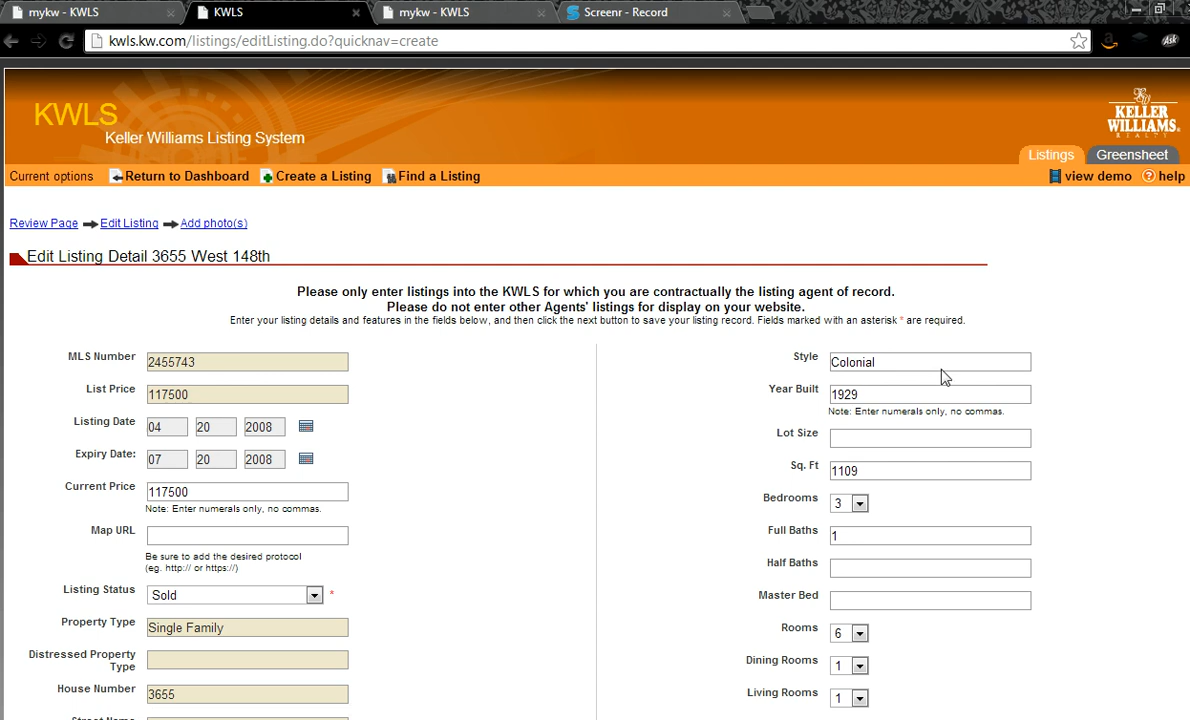 mykw - KWLS
KWLS
mykw - KWLS
Screenr - Record
kwls.kw.com/listings/editListing.do?quicknav=create
Ask
KWLS
Keller Williams Listing System
KW
KELLER
WILLIAMS.
REALTY
Listings
Greensheet
Current options
Return to Dashboard
Create a Listing
Find a Listing
view demo
? help
Review Page
Edit Listing
Add photo(s)
Edit Listing Detail 3655 West 148th
Please only enter listings into the KWLS for which you are contractually the listing agent of record.
Please do not enter other Agents' listings for display on your website.
Enter your listing details and features in the fields below, and then click the next button to save your listing record. Fields marked with an asterisk * are required.
MLS Number
2455743
List Price
117500
Listing Date
04
20
2008
Expiry Date:
07
20
2008
Current Price
117500
Note: Enter numerals only, no commas.
Map URL
Be sure to add the desired protocol
(eg. http:// or https://)
Listing Status
Sold
*
Property Type
Single Family
Distressed Property
Type
House Number
3655
Street Name
Style
Colonial
Year Built
1929
Note: Enter numerals only, no commas.
Lot Size
Sq. Ft
1109
Bedrooms
3
Full Baths
1
Half Baths
Master Bed
Rooms
6
Dining Rooms
1
Living Rooms
1